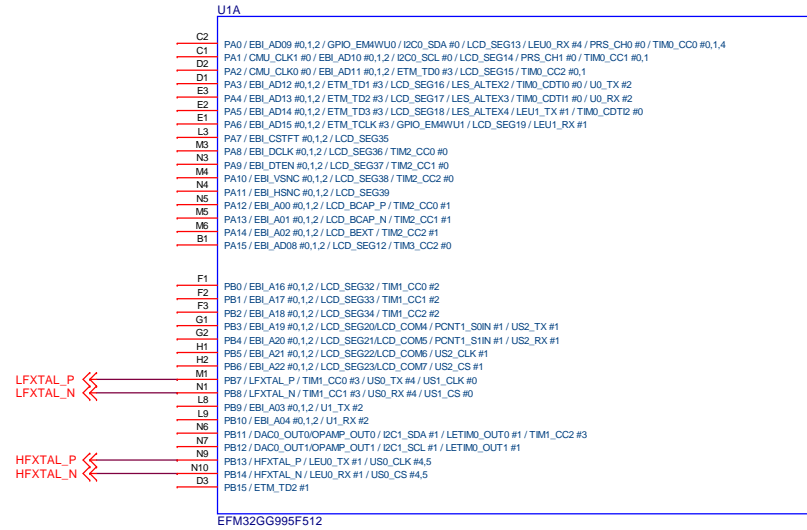 U1A
C2 PA0 / EBI_AD09 #0,1,2 / GPIO_EM4WU0 / I2C0_SDA #0 / LCD_SEG13 / LEU0_RX #4 / PRS_CH0 #0 / TIM0_CC0 #0,1,4
C1 PA1 / CMU_CLK1 #0 / EBI_AD10 #0,1,2 / I2C0_SCL #0 / LCD_SEG14 / PRS_CH1 #0 / TIM0_CC1 #0,1
D2 PA2 / CMU_CLK0 #0 / EBI_AD11 #0,1,2 / ETM_TD0 #3 / LCD_SEG15 / TIM0_CC2 #0,1
D1 PA3 / EBI_AD12 #0,1,2 / ETM_TD1 #3 / LCD_SEG16 / LES_ALTEX2 / TIM0_CDTI0 #0 / U0_TX #2
E3 PA4 / EBI_AD13 #0,1,2 / ETM_TD2 #3 / LCD_SEG17 / LES_ALTEX3 / TIM0_CDTI1 #0 / U0_RX #2
E2 PA5 / EBI_AD14 #0,1,2 / ETM_TD3 #3 / LCD_SEG18 / LES_ALTEX4 / LEU1_TX #1 / TIM0_CDTI2 #0
E1 PA6 / EBI_AD15 #0,1,2 / ETM_TCLK #3 / GPIO_EM4WU1 / LCD_SEG19 / LEU1_RX #1
L3 PA7 / EBI_CSTFT #0,1,2 / LCD_SEG35
M3 PA8 / EBI_DCLK #0,1,2 / LCD_SEG36 / TIM2_CC0 #0
N3 PA9 / EBI_DTEN #0,1,2 / LCD_SEG37 / TIM2_CC1 #0
M4 PA10 / EBI_VSNC #0,1,2 / LCD_SEG38 / TIM2_CC2 #0
N4 PA11 / EBI_HSNC #0,1,2 / LCD_SEG39
N5 PA12 / EBI_A00 #0,1,2 / LCD_BCAP_P / TIM2_CC0 #1
M5 PA13 / EBI_A01 #0,1,2 / LCD_BCAP_N / TIM2_CC1 #1
M6 PA14 / EBI_A02 #0,1,2 / LCD_BEXT / TIM2_CC2 #1
B1 PA15 / EBI_AD08 #0,1,2 / LCD_SEG12 / TIM3_CC2 #0
F1 PB0 / EBI_A16 #0,1,2 / LCD_SEG32 / TIM1_CC0 #2
F2 PB1 / EBI_A17 #0,1,2 / LCD_SEG33 / TIM1_CC1 #2
F3 PB2 / EBI_A18 #0,1,2 / LCD_SEG34 / TIM1_CC2 #2
G1 PB3 / EBI_A19 #0,1,2 / LCD_SEG20/LCD_COM4 / PCNT1_S0IN #1 / US2_TX #1
G2 PB4 / EBI_A20 #0,1,2 / LCD_SEG21/LCD_COM5 / PCNT1_S1IN #1 / US2_RX #1
H1 PB5 / EBI_A21 #0,1,2 / LCD_SEG22/LCD_COM6 / US2_CLK #1
H2 PB6 / EBI_A22 #0,1,2 / LCD_SEG23/LCD_COM7 / US2_CS #1
LFXTAL_P M1 PB7 / LFXTAL_P / TIM1_CC0 #3 / US0_TX #4 / US1_CLK #0
LFXTAL_N N1 PB8 / LFXTAL_N / TIM1_CC1 #3 / US0_RX #4 / US1_CS #0
L8 PB9 / EBI_A03 #0,1,2 / U1_TX #2
L9 PB10 / EBI_A04 #0,1,2 / U1_RX #2
N6 PB11 / DAC0_OUT0/OPAMP_OUT0 / I2C1_SDA #1 / LETIM0_OUT0 #1 / TIM1_CC2 #3
N7 PB12 / DAC0_OUT1/OPAMP_OUT1 / I2C1_SCL #1 / LETIM0_OUT1 #1
HFXTAL_P N9 PB13 / HFXTAL_P / LEU0_TX #1 / US0_CLK #4,5
HFXTAL_N N10 PB14 / HFXTAL_N / LEU0_RX #1 / US0_CS #4,5
D3 PB15 / ETM_TD2 #1
EFM32GG995F512